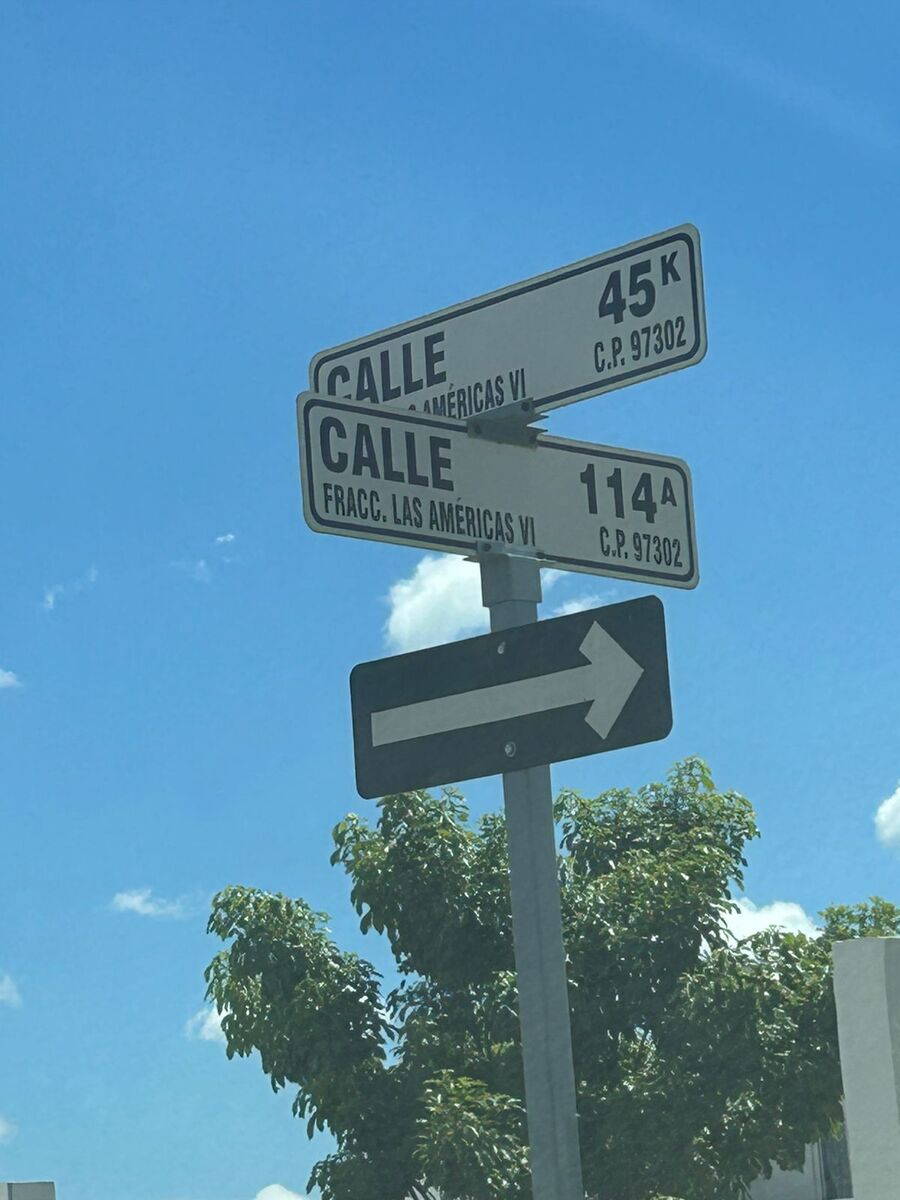 CALLE 45K
AMÉRICAS VI C.P. 97302
CALLE 114A
FRACC. LAS AMÉRICAS VI C.P. 97302